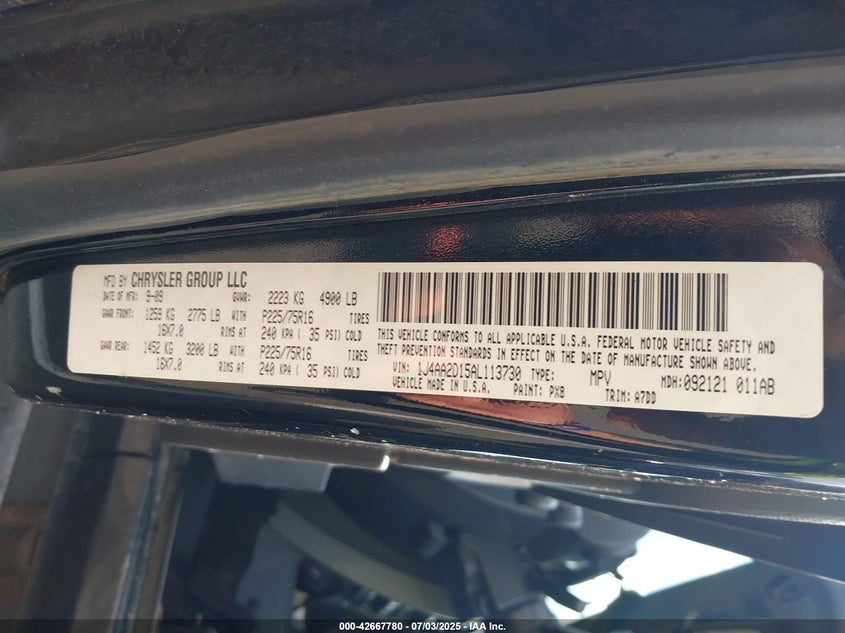 MFD BY CHRYSLER GROUP LLC
DATE OF MFR: 9-09 GVWR: 2223 KG 4900 LB
GAWR FRONT: 1259 KG 2775 LB WITH P225/75R16 TIRES
16X7.0 RIMS AT 240 KPA ( 35 PSI) COLD
GAWR REAR: 1452 KG 3200 LB WITH P225/75R16 TIRES
16X7.0 RIMS AT 240 KPA ( 35 PSI) COLD
THIS VEHICLE CONFORMS TO ALL APPLICABLE U.S.A. FEDERAL MOTOR VEHICLE SAFETY AND
THEFT PREVENTION STANDARDS IN EFFECT ON THE DATE OF MANUFACTURE SHOWN ABOVE.
VIN: 1J4AA2D15AL113730 TYPE: MPV MDH:092121 011AB
VEHICLE MADE IN U.S.A. PAINT: PX8 TRIM: A7DD
000-42667780 - 07/03/2025 - IAA Inc.